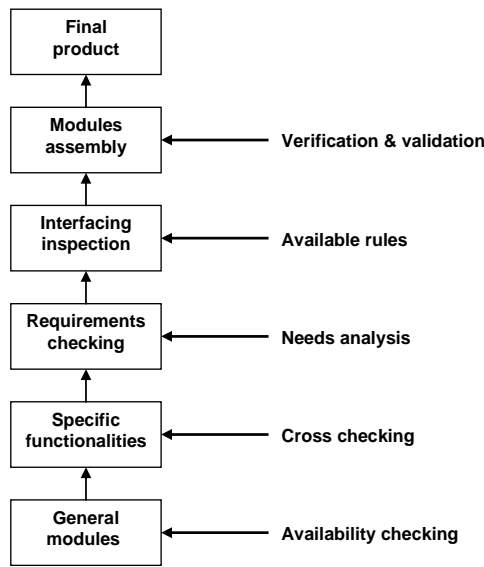 Final
product
Modules
assembly
Verification & validation
Interfacing
inspection
Available rules
Requirements
checking
Needs analysis
Specific
functionalities
Cross checking
General
modules
Availability checking